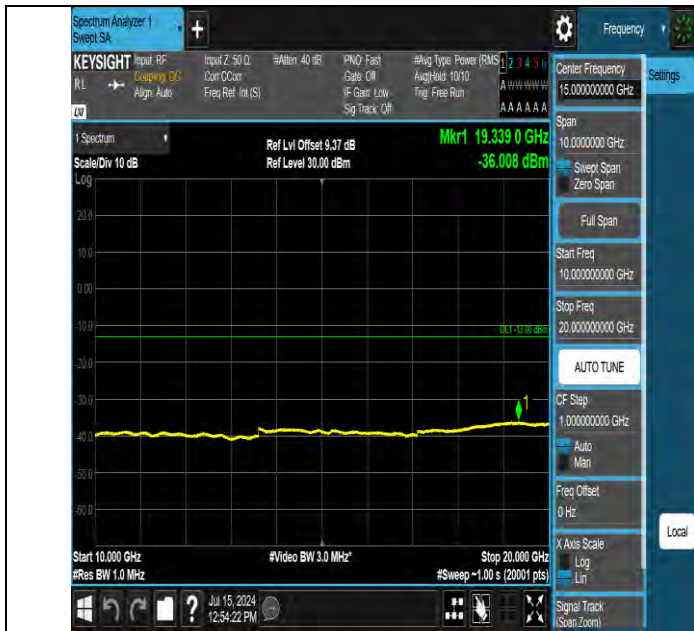 Spectrum Analyzer 1
Swept SA
+
Frequency
KEYSIGHT
RL
Input: RF
Coupling: DC
Align: Auto
Input Z: 50 Ω
Corr CCorr
Freq Ref: Int (S)
#Atten: 40 dB
PNO: Fast
Gate: Off
IF Gain: Low
Sig Track: Off
#Avg Type: Power (RMS
Avg|Hold: 10/10
Trig: Free Run
1 2 3 4 5 6
A W W W W W
A A A A A A
1 Spectrum
Scale/Div 10 dB
Ref Lvl Offset 9.37 dB
Ref Level 30.00 dBm
Mkr1 19.339 0 GHz
-36.008 dBm
Log
20.0
10.0
0.00
-10.0
-20.0
-30.0
-40.0
-50.0
-60.0
DL1 -13.00 dBm
1
Start 10.000 GHz
#Res BW 1.0 MHz
#Video BW 3.0 MHz*
Stop 20.000 GHz
#Sweep ~1.00 s (20001 pts)
?
Jul 15, 2024
12:54:22 PM
Center Frequency
15.000000000 GHz
Settings
Span
10.0000000 GHz
Swept Span
Zero Span
Full Span
Start Freq
10.000000000 GHz
Stop Freq
20.000000000 GHz
AUTO TUNE
CF Step
1.000000000 GHz
Auto
Man
Freq Offset
0 Hz
Local
X Axis Scale
Log
Lin
Signal Track
(Span Zoom)